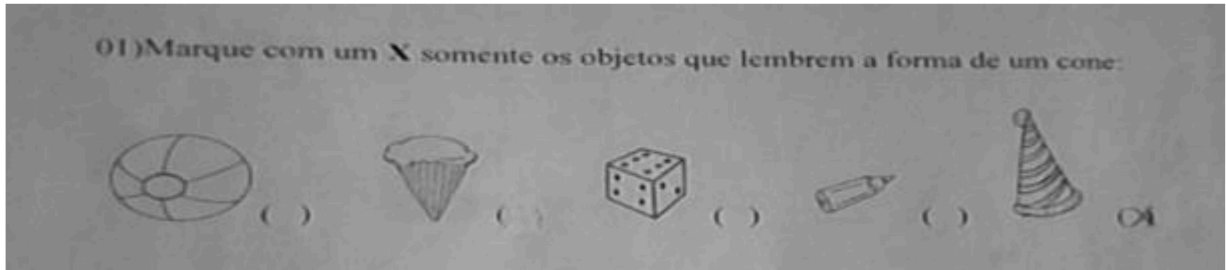 01)Marque com um X somente os objetos que lembrem a forma de um cone:
( ) ( ) ( ) ( )